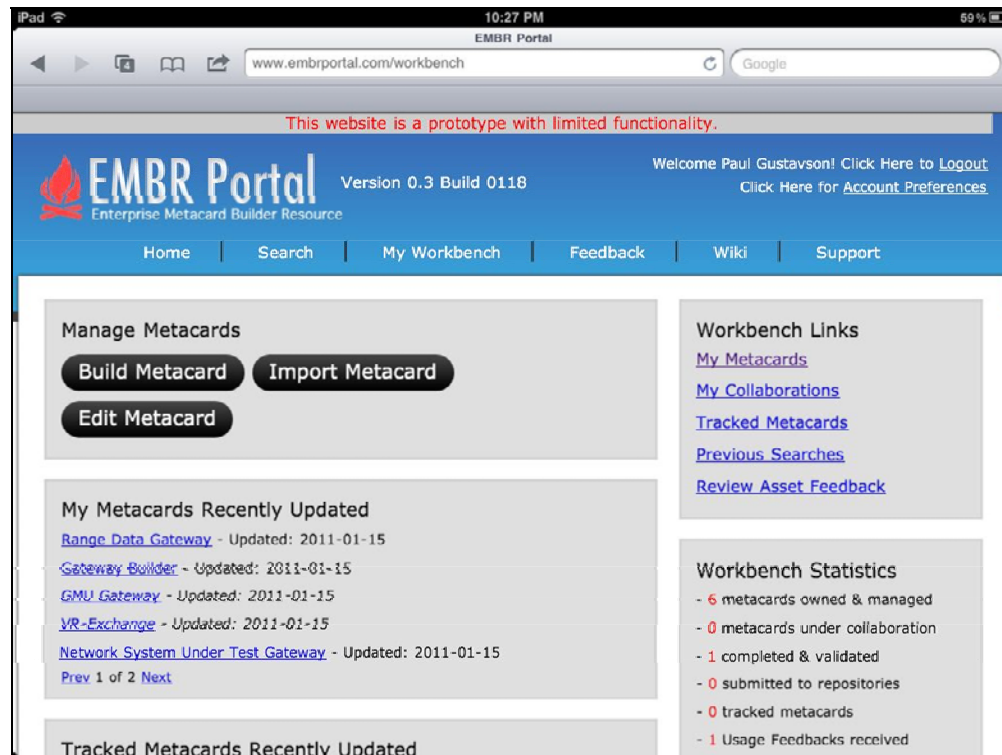 iPad 10:27 PM 59%
EMBR Portal
4 www.embrportal.com/workbench Google
This website is a prototype with limited functionality.
EMBR Portal Version 0.3 Build 0118
Enterprise Metacard Builder Resource
Welcome Paul Gustavson! Click Here to Logout
Click Here for Account Preferences
Home | Search | My Workbench | Feedback | Wiki | Support
Manage Metacards
Build Metacard Import Metacard
Edit Metacard
My Metacards Recently Updated
Range Data Gateway - Updated: 2011-01-15
Gateway Builder - Updated: 2011-01-15
GMU Gateway - Updated: 2011-01-15
VR-Exchange - Updated: 2011-01-15
Network System Under Test Gateway - Updated: 2011-01-15
Prev 1 of 2 Next
Tracked Metacards Recently Updated
Workbench Links
My Metacards
My Collaborations
Tracked Metacards
Previous Searches
Review Asset Feedback
Workbench Statistics
- 6 metacards owned & managed
- 0 metacards under collaboration
- 1 completed & validated
- 0 submitted to repositories
- 0 tracked metacards
- 1 Usage Feedbacks received